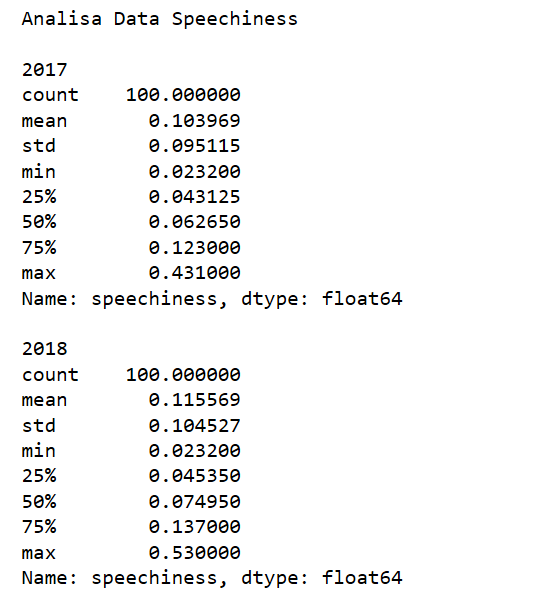 Analisa Data Speechiness
2017
count    100.000000
mean       0.103969
std        0.095115
min        0.023200
25%        0.043125
50%        0.062650
75%        0.123000
max        0.431000
Name: speechiness, dtype: float64
2018
count    100.000000
mean       0.115569
std        0.104527
min        0.023200
25%        0.045350
50%        0.074950
75%        0.137000
max        0.530000
Name: speechiness, dtype: float64